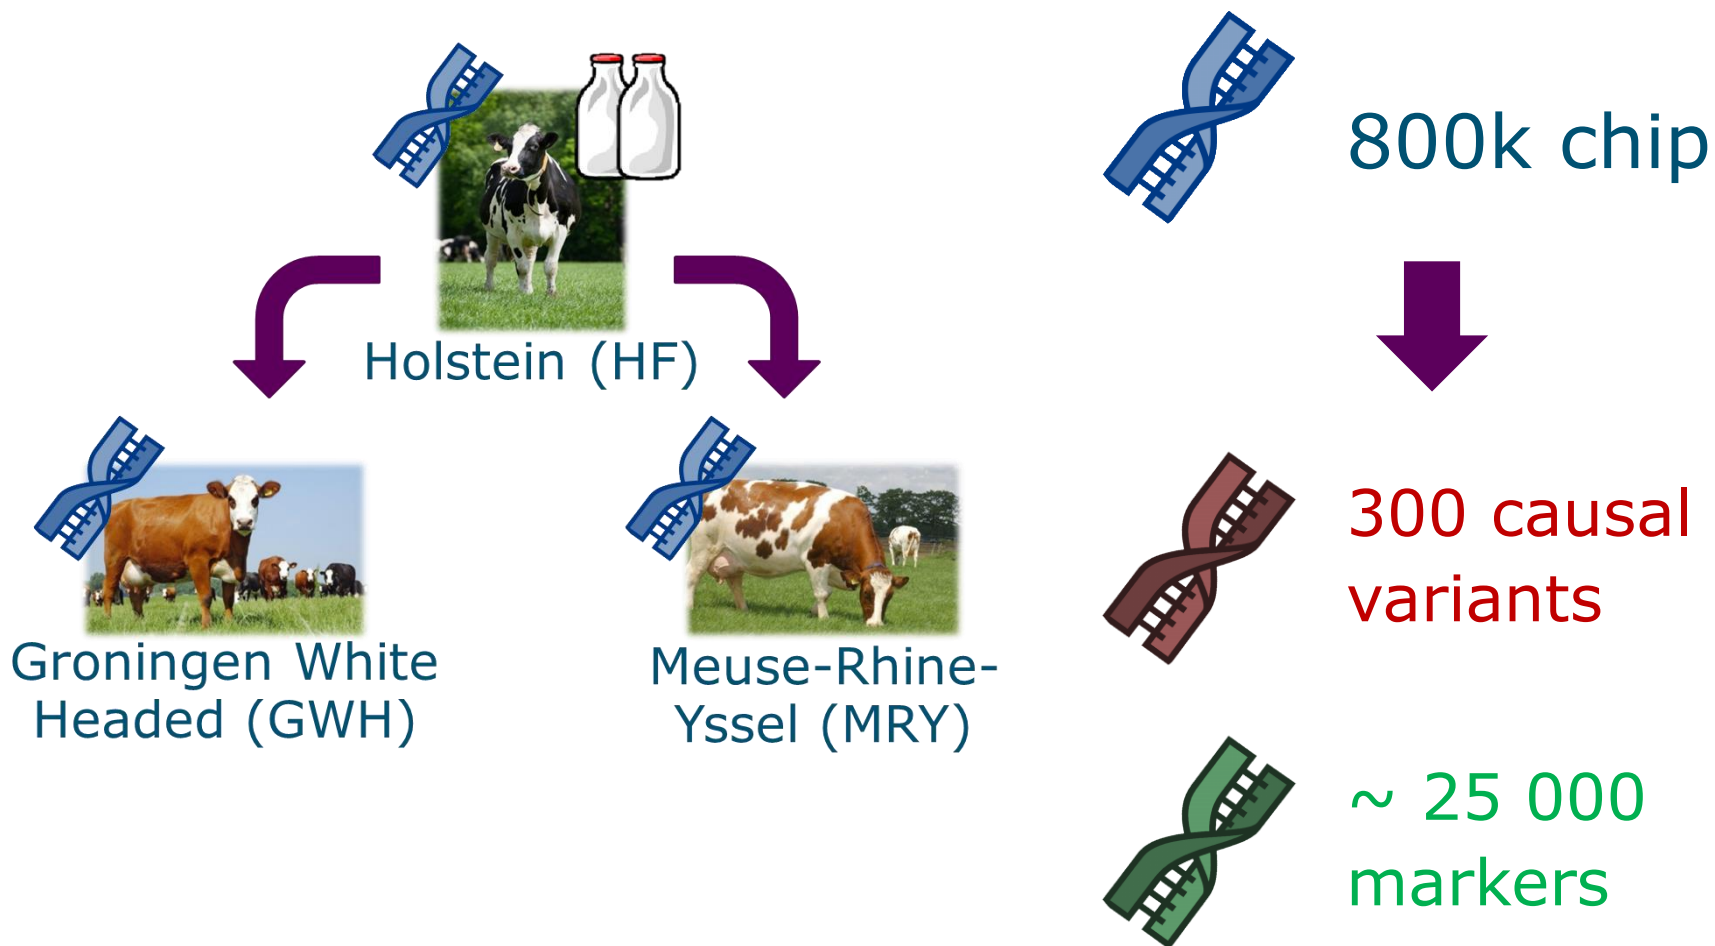 Holstein (HF)
Groningen White
Headed (GWH)
Meuse-Rhine-
Yssel (MRY)
800k chip
300 causal
variants
~ 25 000
markers